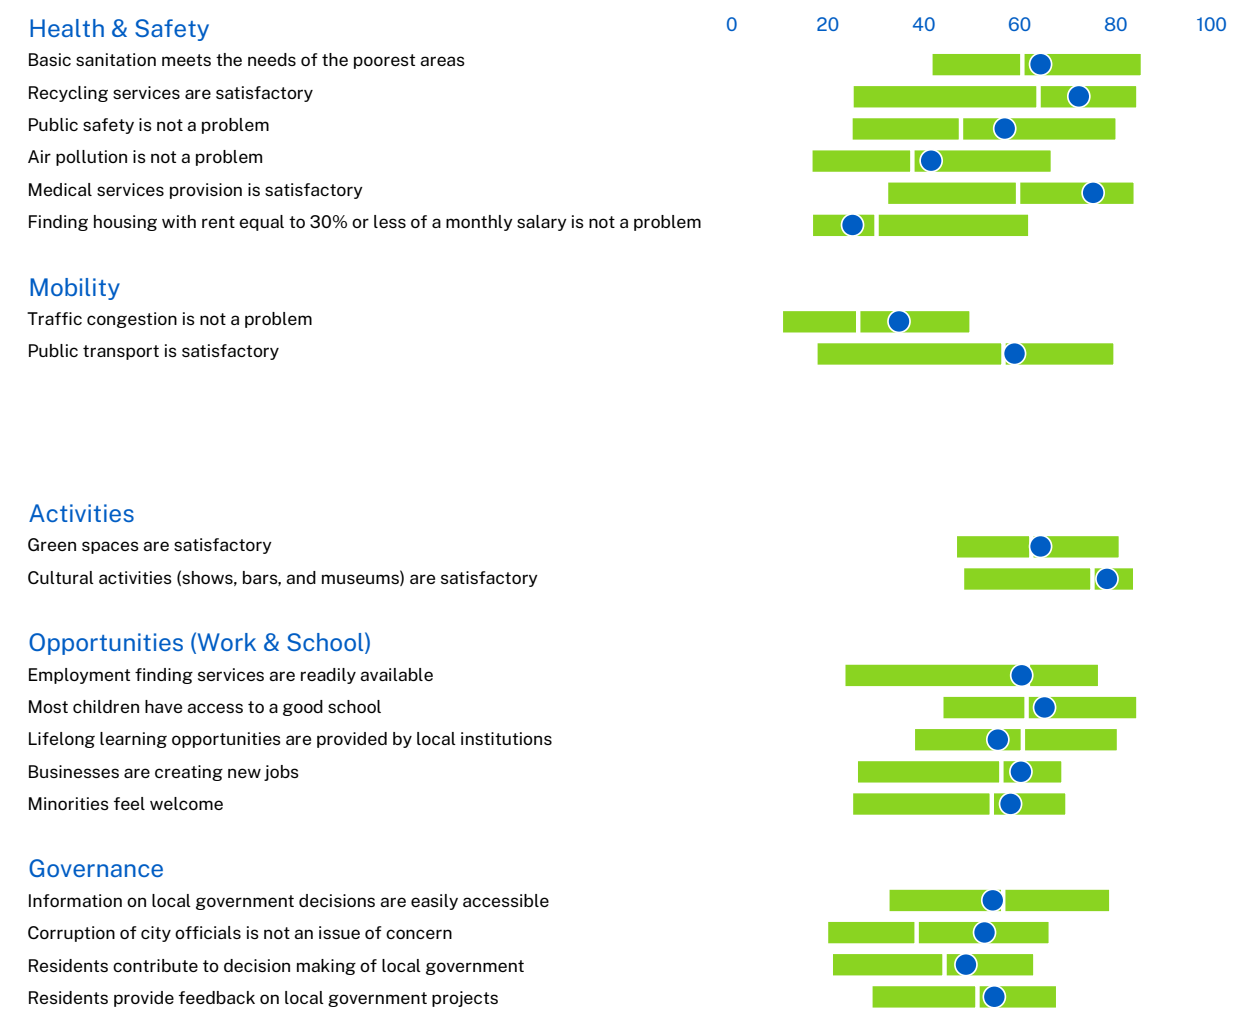 Health & Safety
0 20 40 60 80 100
Basic sanitation meets the needs of the poorest areas
Recycling services are satisfactory
Public safety is not a problem
Air pollution is not a problem
Medical services provision is satisfactory
Finding housing with rent equal to 30% or less of a monthly salary is not a problem
Mobility
Traffic congestion is not a problem
Public transport is satisfactory
Activities
Green spaces are satisfactory
Cultural activities (shows, bars, and museums) are satisfactory
Opportunities (Work & School)
Employment finding services are readily available
Most children have access to a good school
Lifelong learning opportunities are provided by local institutions
Businesses are creating new jobs
Minorities feel welcome
Governance
Information on local government decisions are easily accessible
Corruption of city officials is not an issue of concern
Residents contribute to decision making of local government
Residents provide feedback on local government projects